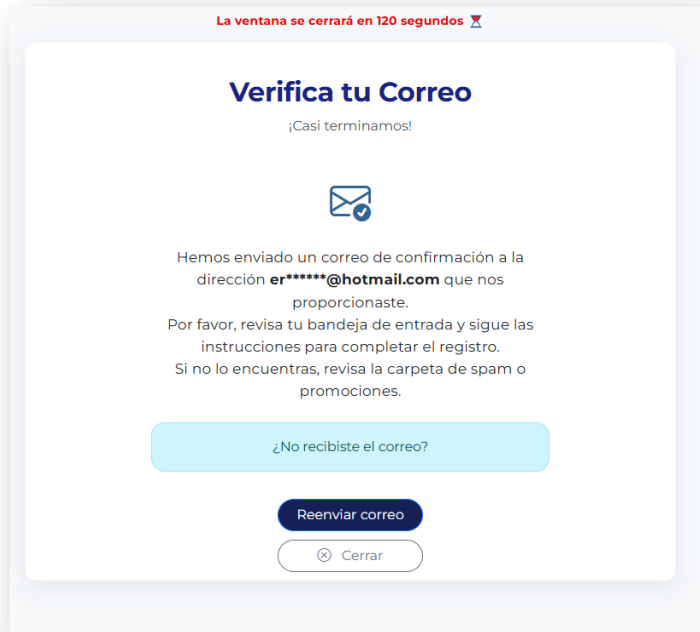 La ventana se cerrará en 120 segundos ⏳
Verifica tu Correo
¡Casi terminamos!
Hemos enviado un correo de confirmación a la
dirección er******@hotmail.com que nos
proporcionaste.
Por favor, revisa tu bandeja de entrada y sigue las
instrucciones para completar el registro.
Si no lo encuentras, revisa la carpeta de spam o
promociones.
¿No recibiste el correo?
Reenviar correo
Cerrar